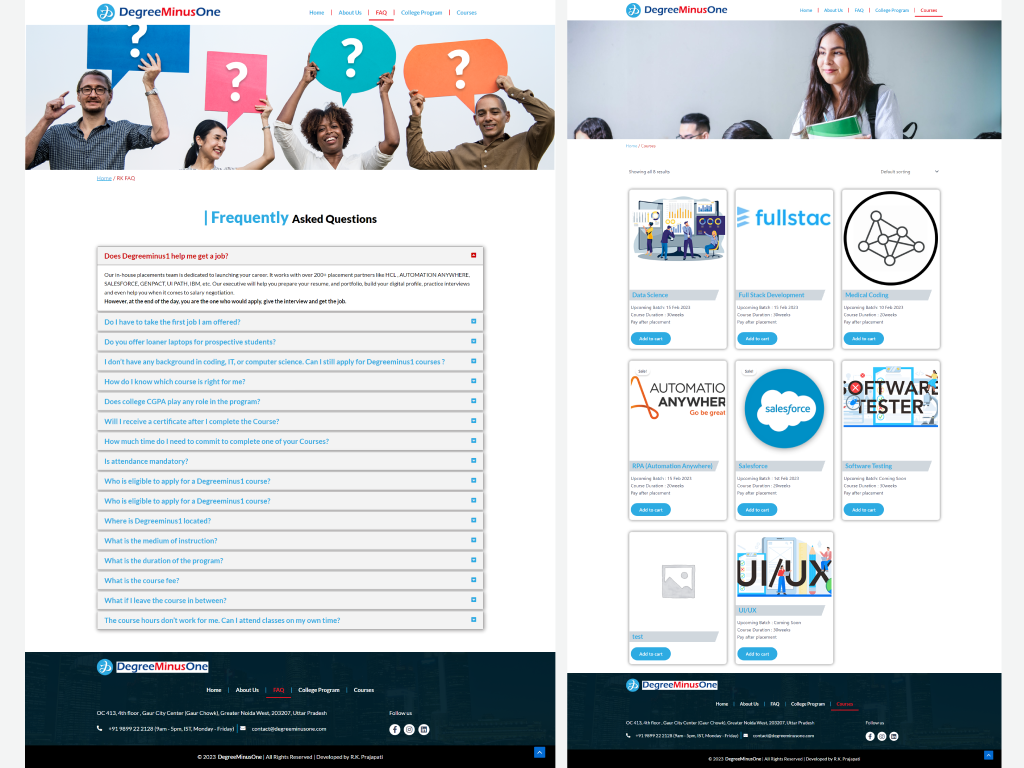 DegreeMinusOne
Home | About Us | FAQ | College Program | Courses
? ? ? ?
Home / RK FAQ
| Frequently Asked Questions
Does Degreeminus1 help me get a job?
Our in-house placements team is dedicated to launching your career. It works with over 200+ placement partners like HCL , AUTOMATION ANYWHERE,
SALESFORCE, GENPACT, UI PATH, IBM, etc. Our executive will help you prepare your resume, and portfolio, build your digital profile, practice interviews
and even help you when it comes to salary negotiation.
However, at the end of the day, you are the one who would apply, give the interview and get the job.
Do I have to take the first job I am offered?
Do you offer loaner laptops for prospective students?
I don't have any background in coding, IT, or computer science. Can I still apply for Degreeminus1 courses ?
How do I know which course is right for me?
Does college CGPA play any role in the program?
Will I receive a certificate after I complete the Course?
How much time do I need to commit to complete one of your Courses?
Is attendance mandatory?
Who is eligible to apply for a Degreeminus1 course?
Who is eligible to apply for a Degreeminus1 course?
Where is Degreeminus1 located?
What is the medium of instruction?
What is the duration of the program?
What is the course fee?
What if I leave the course in between?
The course hours don't work for me. Can I attend classes on my own time?
DegreeMinusOne
Home | About Us | FAQ | College Program | Courses
OC 413, 4th floor , Gaur City Center (Gaur Chowk), Greater Noida West, 203207, Uttar Pradesh
Follow us
+91 9899 22 2128 (9am - 5pm, IST, Monday - Friday) | contact@degreeminusone.com
© 2023 DegreeMinusOne | All Rights Reserved | Developed by R.K. Prajapati
DegreeMinusOne
Home | About Us | FAQ | College Program | Courses
Home / Courses
Showing all 8 results
Default sorting
fullstac
Data Science
Upcoming Batch: 15 Feb 2023
Course Duration : 30weeks
Pay after placement
Add to cart
Full Stack Development
Upcoming Batch : 15 Feb 2023
Course Duration : 30weeks
Pay after placement
Add to cart
Medical Coding
Upcoming Batch: 10 Feb 2023
Course Duration : 20weeks
Pay after placement
Add to cart
Sale!
AUTOMATIO
ANYWHER
Go be great
RPA (Automation Anywhere)
Upcoming Batch : 15 Feb 2023
Course Duration : 20weeks
Pay after placement
Add to cart
Sale!
salesforce
Salesforce
Upcoming Batch : 1st Feb 2023
Course Duration : 20weeks
Pay after placement
Add to cart
SOFTWARE
TESTER
Software Testing
Upcoming Batch: Coming Soon
Course Duration : 30weeks
Pay after placement
Add to cart
test
Add to cart
UI/UX
UI/UX
Upcoming Batch : Coming Soon
Course Duration : 30weeks
Pay after placement
Add to cart
DegreeMinusOne
Home | About Us | FAQ | College Program | Courses
OC 413, 4th floor , Gaur City Center (Gaur Chowk), Greater Noida West, 203207, Uttar Pradesh
Follow us
+91 9899 22 2128 (9am - 5pm, IST, Monday - Friday) | contact@degreeminusone.com
© 2023 DegreeMinusOne | All Rights Reserved | Developed by R.K. Prajapati